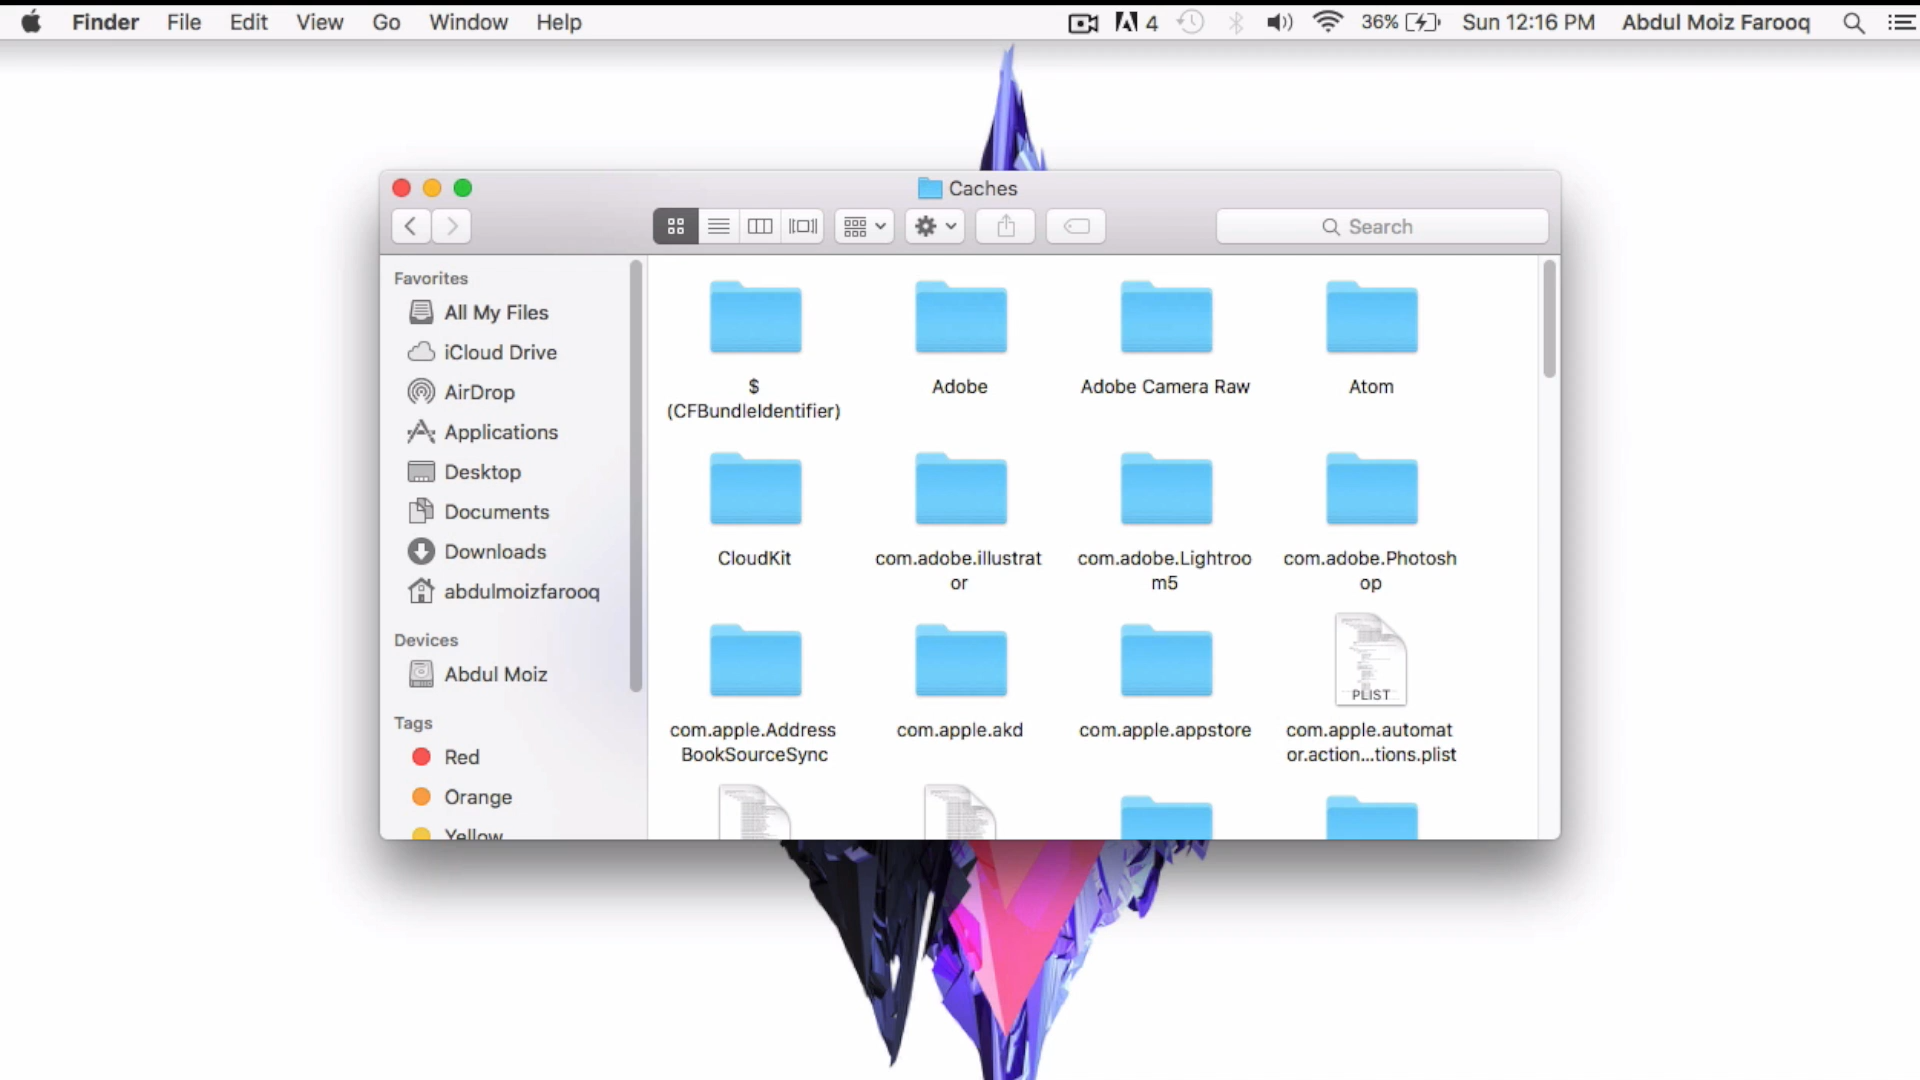 Finder File Edit View Go Window Help 4 36% Sun 12:16 PM Abdul Moiz Farooq
Caches
Search
Favorites
All My Files
iCloud Drive
AirDrop
Applications
Desktop
Documents
Downloads
abdulmoizfarooq
Devices
Abdul Moiz
Tags
Red
Orange
Yellow
$ Adobe Adobe Camera Raw Atom
(CFBundleIdentifier)
CloudKit com.adobe.illustrat com.adobe.Lightroo com.adobe.Photosh
or m5 op
PLIST
com.apple.Address com.apple.akd com.apple.appstore com.apple.automat
BookSourceSync or.action...tions.plist